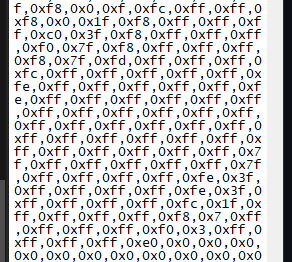 f,0xf8,0x0,0xf,0xfc,0xff,0xff,0
xf8,0x0,0x1f,0xf8,0xff,0xff,0xf
f,0xc0,0x3f,0xf8,0xff,0xff,0xff
,0xf0,0x7f,0xf8,0xff,0xff,0xff,
0xf8,0x7f,0xfd,0xff,0xff,0xff,0
xfc,0xff,0xff,0xff,0xff,0xff,0x
fe,0xff,0xff,0xff,0xff,0xff,0xf
e,0xff,0xff,0xff,0xff,0xff,0xff
,0xff,0xff,0xff,0xff,0xff,0xff,
0xff,0xff,0xff,0xff,0xff,0xff,0
xff,0xff,0xff,0xff,0xff,0xff,0x
ff,0xff,0xff,0xff,0xff,0xff,0x7
f,0xff,0xff,0xff,0xff,0xff,0x7f
,0xff,0xff,0xff,0xff,0xfe,0x3f,
0xff,0xff,0xff,0xff,0xfe,0x3f,0
xff,0xff,0xff,0xff,0xfc,0x1f,0x
ff,0xff,0xff,0xff,0xf8,0x7,0xff
,0xff,0xff,0xff,0xf0,0x3,0xff,0
xff,0xff,0xff,0xe0,0x0,0x0,0x0,
0x0,0x0,0x0,0x0,0x0,0x0,0x0,0x0